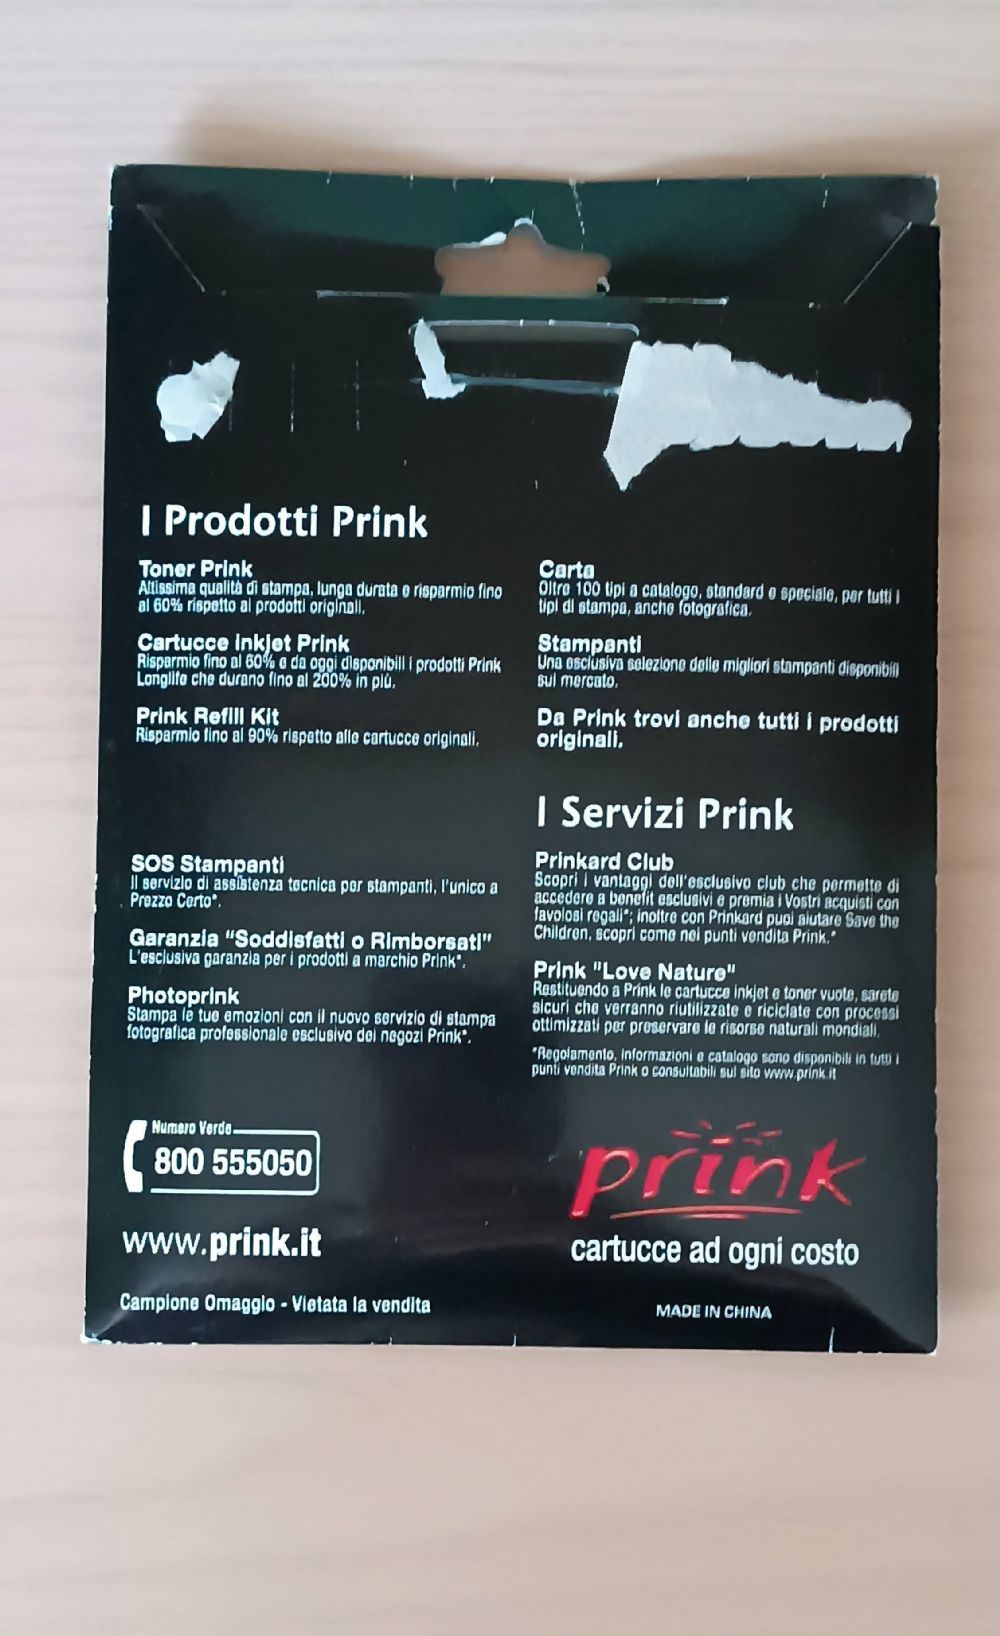 I Prodotti Prink
Toner Prink
Altissima qualità di stampa, lunga durata e risparmio fino
al 60% rispetto ai prodotti originali.
Cartucce Inkjet Prink
Risparmio fino al 60% e da oggi disponibili i prodotti Prink
Longlife che durano fino al 200% in più.
Prink Refill Kit
Risparmio fino al 90% rispetto alle cartucce originali.
Carta
Oltre 100 tipi a catalogo, standard e speciale, per tutti i
tipi di stampa, anche fotografica.
Stampanti
Una esclusiva selezione delle migliori stampanti disponibili
sul mercato.
Da Prink trovi anche tutti i prodotti
originali.
I Servizi Prink
SOS Stampanti
Il servizio di assistenza tecnica per stampanti, l'unico a
Prezzo Certo*.
Garanzia "Soddisfatti o Rimborsati"
L'esclusiva garanzia per i prodotti a marchio Prink*.
Photoprink
Stampa le tue emozioni con il nuovo servizio di stampa
fotografica professionale esclusivo dei negozi Prink*.
Prinkard Club
Scopri i vantaggi dell'esclusivo club che permette di
accedere a benefit esclusivi e premia i Vostri acquisti con
favolosi regali*; inoltre con Prinkard puoi aiutare Save the
Children, scopri come nei punti vendita Prink.*
Prink "Love Nature"
Restituendo a Prink le cartucce inkjet e toner vuote, sarete
sicuri che verranno riutilizzate e riciclate con processi
ottimizzati per preservare le risorse naturali mondiali.
*Regolamento, informazioni e catalogo sono disponibili in tutti i
punti vendita Prink o consultabili sul sito www.prink.it
Numero Verde
800 555050
www.prink.it
Campione Omaggio - Vietata la vendita
prink
cartucce ad ogni costo
MADE IN CHINA